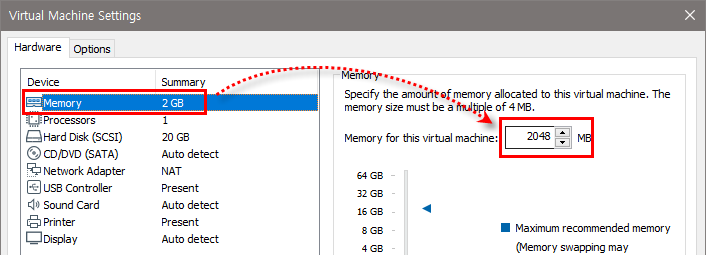 Virtual Machine Settings
Hardware Options
Device Summary
Memory 2 GB
Processors 1
Hard Disk (SCSI) 20 GB
CD/DVD (SATA) Auto detect
Network Adapter NAT
USB Controller Present
Sound Card Auto detect
Printer Present
Display Auto detect
Memory
Specify the amount of memory allocated to this virtual machine. The
memory size must be a multiple of 4 MB.
Memory for this virtual machine: 2048 MB
64 GB
32 GB
16 GB
8 GB
4 GB
Maximum recommended memory
(Memory swapping may